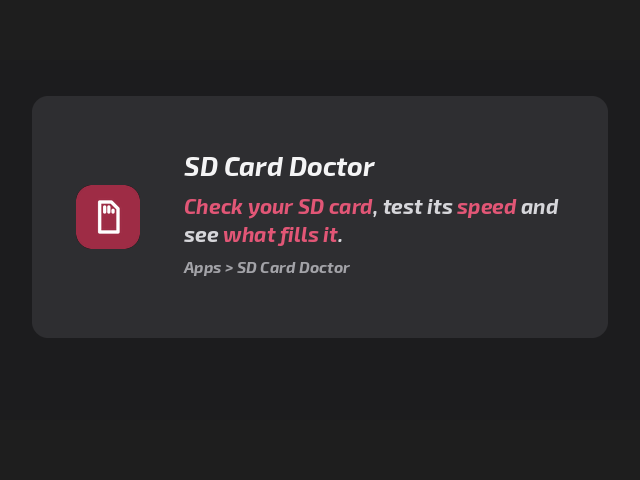 SD Card Doctor
Check your SD card, test its speed and
see what fills it.
Apps > SD Card Doctor